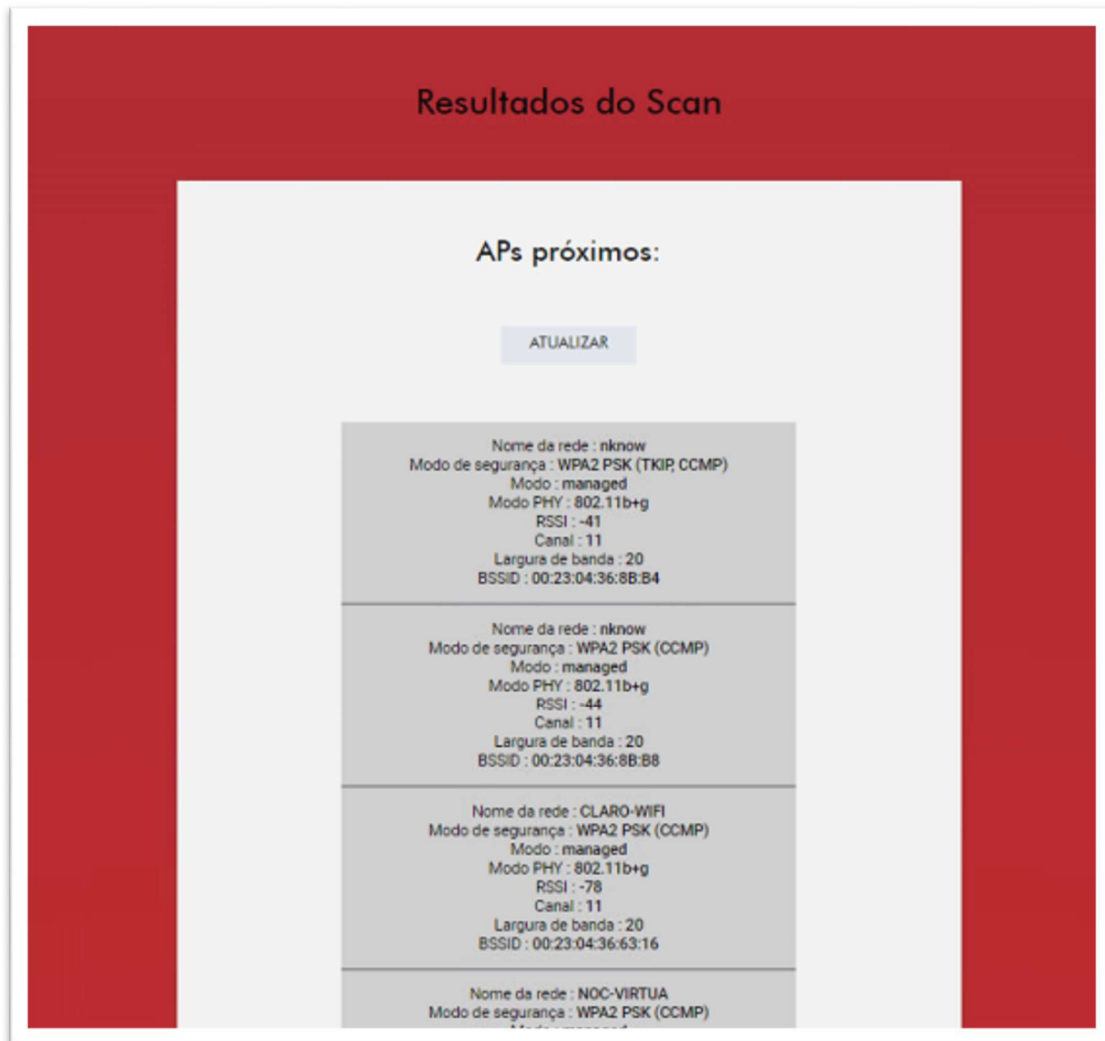 Resultados do Scan
APs próximos:
ATUALIZAR
Nome da rede : nknow
Modo de segurança : WPA2 PSK (TKIP, CCMP)
Modo : managed
Modo PHY : 802.11b+g
RSSI : -41
Canal : 11
Largura de banda : 20
BSSID : 00:23:04:36:8B:B4
Nome da rede : nknow
Modo de segurança : WPA2 PSK (CCMP)
Modo : managed
Modo PHY : 802.11b+g
RSSI : -44
Canal : 11
Largura de banda : 20
BSSID : 00:23:04:36:8B:B8
Nome da rede : CLARO-WIFI
Modo de segurança : WPA2 PSK (CCMP)
Modo : managed
Modo PHY : 802.11b+g
RSSI : -78
Canal : 11
Largura de banda : 20
BSSID : 00:23:04:36:63:16
Nome da rede : NOC-VIRTUA
Modo de segurança : WPA2 PSK (CCMP)
Modo : managed